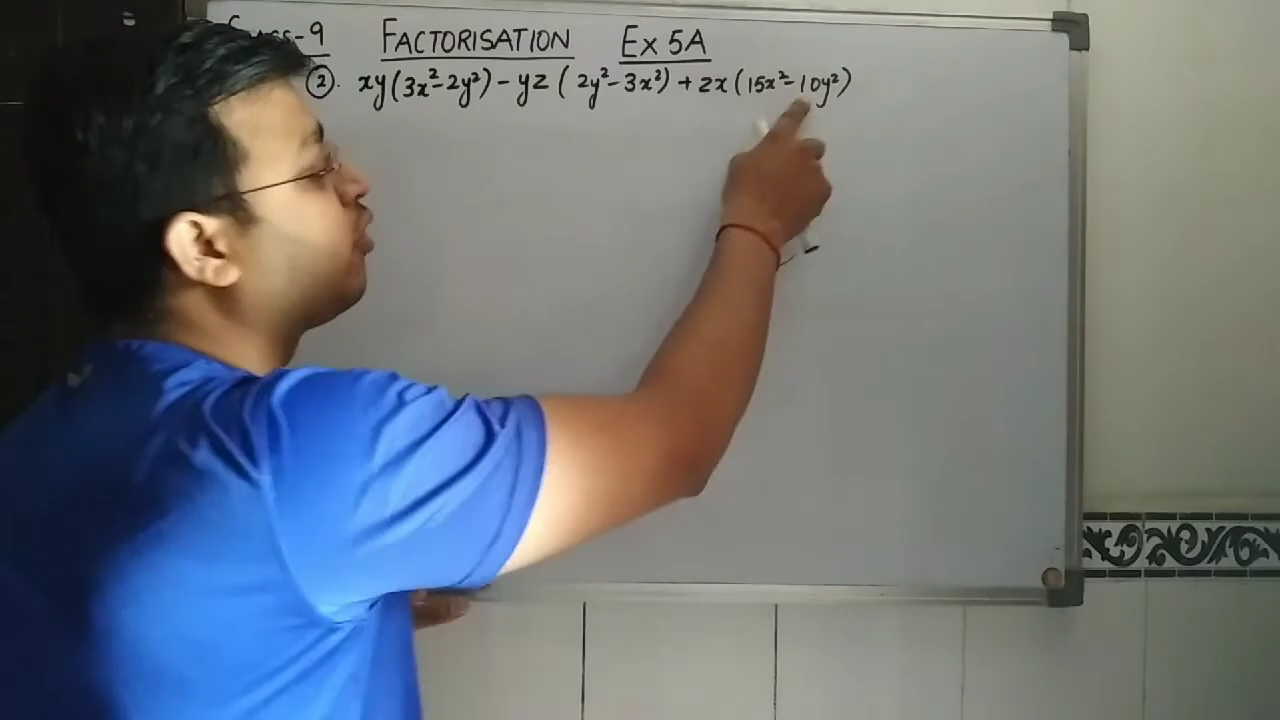 -9 FACTORISATION Ex 5A
②. xy(3x²-2y²) - yz (2y²-3x²) + zx (15x²-10y²)